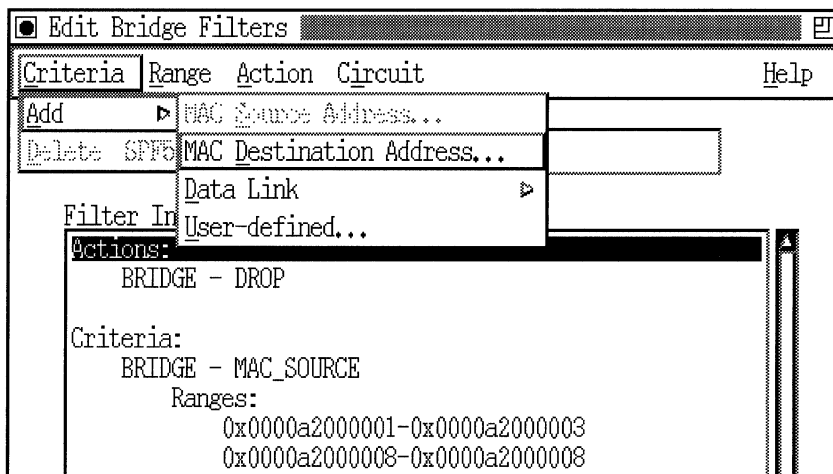 Edit Bridge Filters
Criteria Range Action Circuit Help
Add
MAC Source Address...
Delete
MAC Destination Address...
Data Link
User-defined...
Filter In
Actions:
BRIDGE - DROP
Criteria:
BRIDGE - MAC_SOURCE
Ranges:
0x0000a2000001-0x0000a2000003
0x0000a2000008-0x0000a2000008